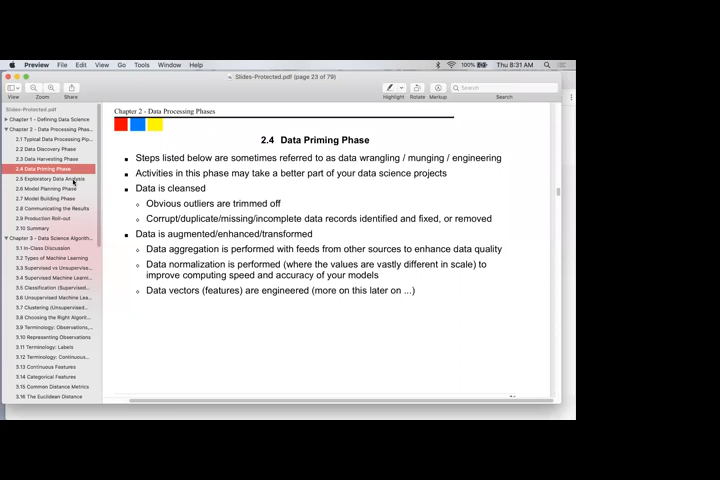 Preview File Edit View Go Tools Window Help 100% Thu 8:31 AM
Slides-Protected.pdf (page 23 of 79)
View Zoom Share Highlight Rotate Markup Search
Search
Slides-Protected.pdf
Chapter 1 - Defining Data Science
Chapter 2 - Data Processing Phas...
2.1 Typical Data Processing Pip...
2.2 Data Discovery Phase
2.3 Data Harvesting Phase
2.4 Data Priming Phase
2.5 Exploratory Data Analysis
2.6 Model Planning Phase
2.7 Model Building Phase
2.8 Communicating the Results
2.9 Production Roll-out
2.10 Summary
Chapter 3 - Data Science Algorith...
3.1 In-Class Discussion
3.2 Types of Machine Learning
3.3 Supervised vs Unsupervise...
3.4 Supervised Machine Learni...
3.5 Classification (Supervised...
3.6 Unsupervised Machine Lea...
3.7 Clustering (Unsupervised...
3.8 Choosing the Right Algorit...
3.9 Terminology: Observations,...
3.10 Representing Observations
3.11 Terminology: Labels
3.12 Terminology: Continuous...
3.13 Continuous Features
3.14 Categorical Features
3.15 Common Distance Metrics
3.16 The Euclidean Distance
Chapter 2 - Data Processing Phases
2.4 Data Priming Phase
Steps listed below are sometimes referred to as data wrangling / munging / engineering
Activities in this phase may take a better part of your data science projects
Data is cleansed
Obvious outliers are trimmed off
Corrupt/duplicate/missing/incomplete data records identified and fixed, or removed
Data is augmented/enhanced/transformed
Data aggregation is performed with feeds from other sources to enhance data quality
Data normalization is performed (where the values are vastly different in scale) to
improve computing speed and accuracy of your models
Data vectors (features) are engineered (more on this later on ...)